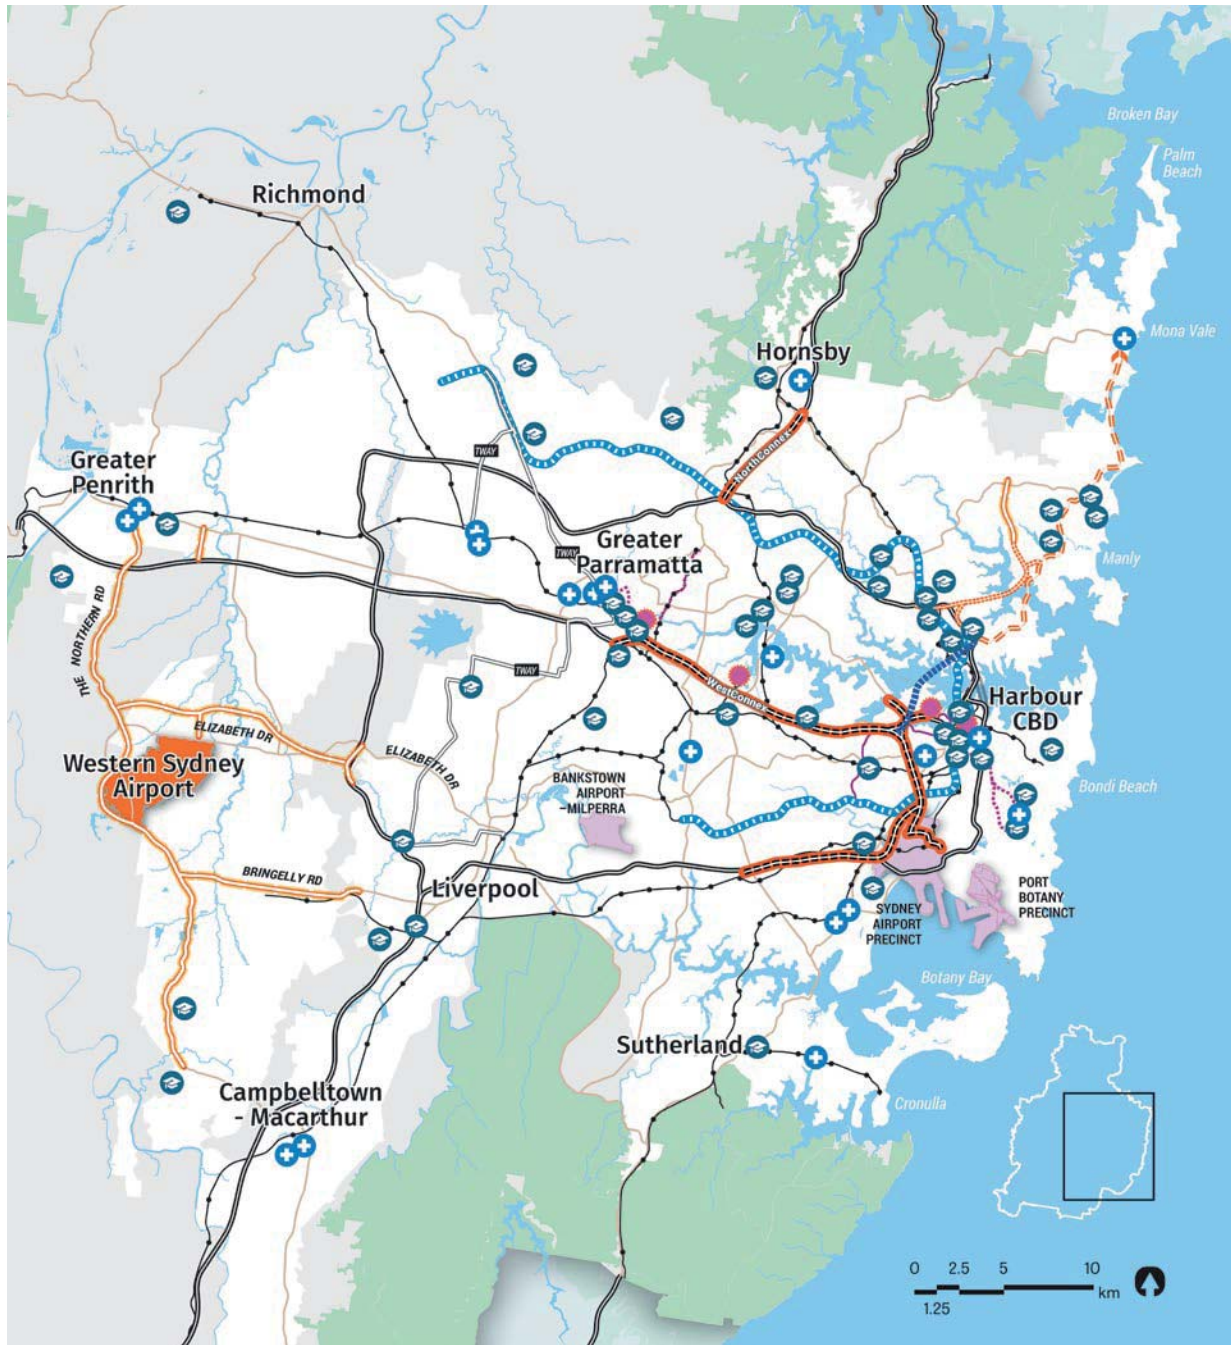 Broken Bay
Palm
Beach
Richmond
Mona Vale
Hornsby
NorthConnex
TWAY
Greater
Penrith
Greater
Parramatta
TWAY
Manly
THE NORTHERN RD
TWAY
WestConnex
Harbour
CBD
ELIZABETH DR
ELIZABETH DR
Western Sydney
Airport
BANKSTOWN
AIRPORT
–MILPERRA
Bondi Beach
BRINGELLY RD
Liverpool
PORT
BOTANY
PRECINCT
SYDNEY
AIRPORT
PRECINCT
Botany Bay
Sutherland
Campbelltown
- Macarthur
Cronulla
0 2.5 5 10
km
1.25